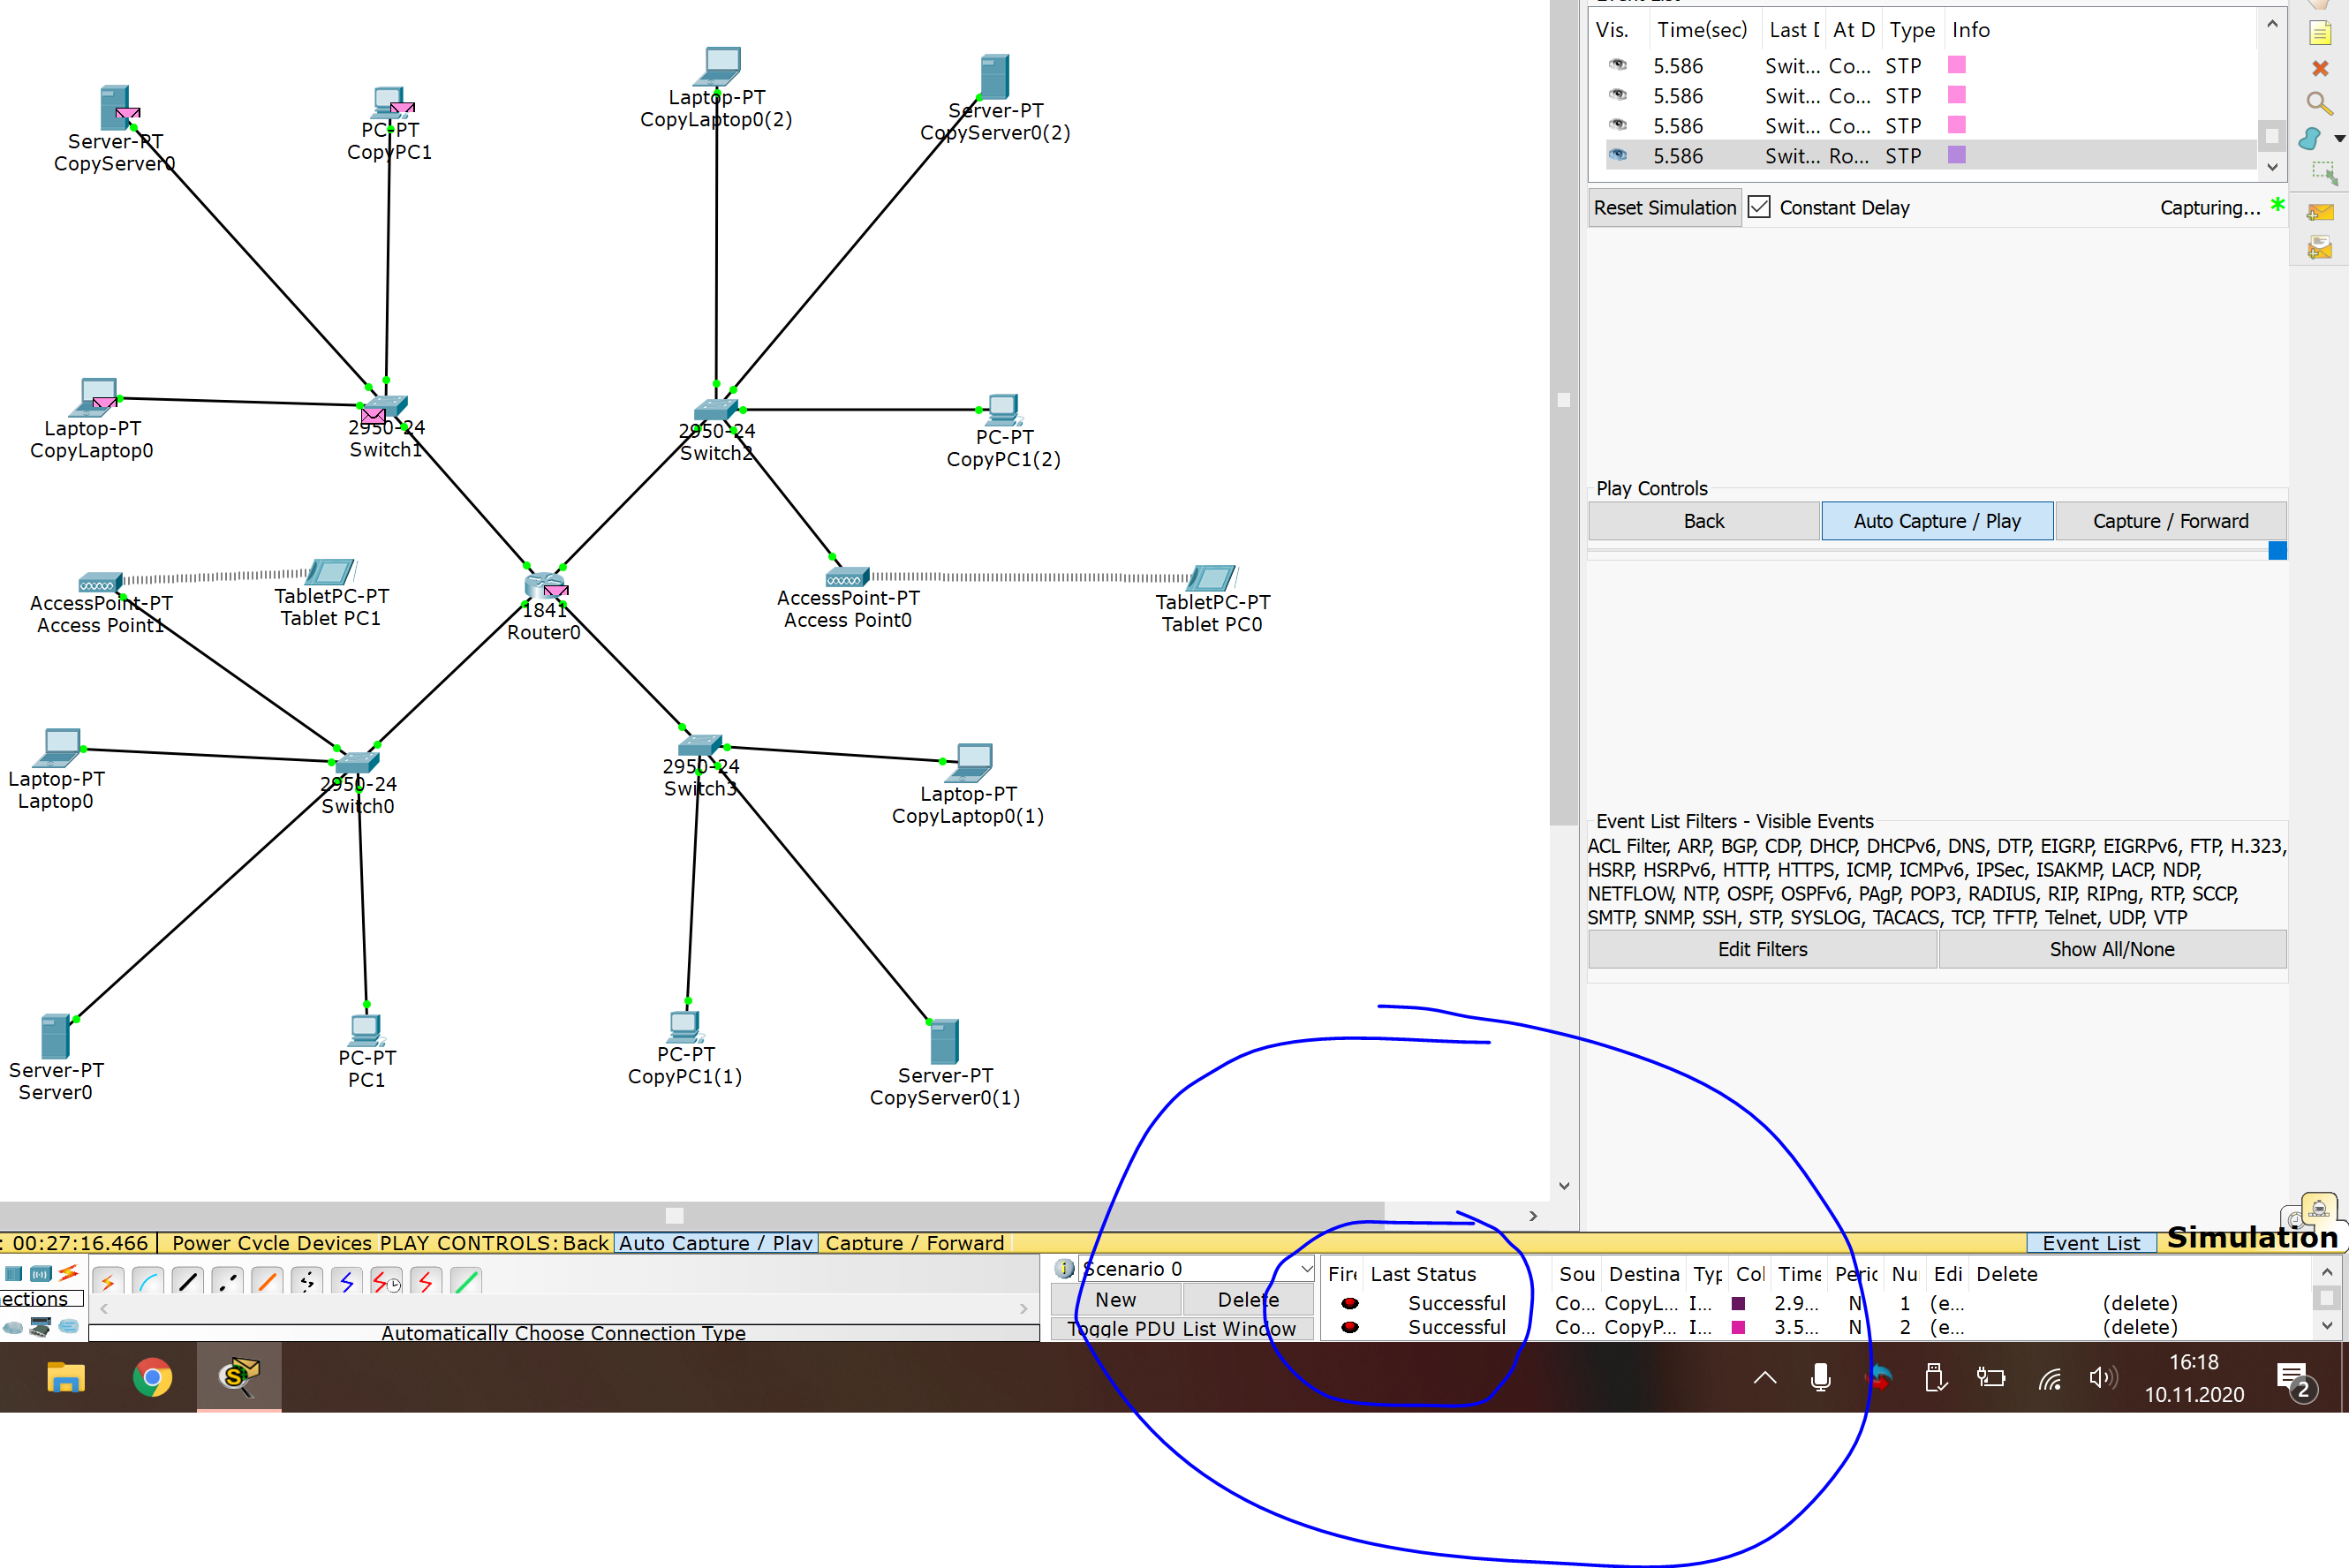 Vis. Time(sec) Last D At D Type Info
5.586 Swit... Co... STP
5.586 Swit... Co... STP
5.586 Swit... Co... STP
5.586 Swit... Ro... STP
Reset Simulation Constant Delay Capturing... *
Play Controls
Back Auto Capture / Play Capture / Forward
Event List Filters - Visible Events
ACL Filter, ARP, BGP, CDP, DHCP, DHCPv6, DNS, DTP, EIGRP, EIGRPv6, FTP, H.323,
HSRP, HSRPv6, HTTP, HTTPS, ICMP, ICMPv6, IPSec, ISAKMP, LACP, NDP,
NETFLOW, NTP, OSPF, OSPFv6, PAgP, POP3, RADIUS, RIP, RIPng, RTP, SCCP,
SMTP, SNMP, SSH, STP, SYSLOG, TACACS, TCP, TFTP, Telnet, UDP, VTP
Edit Filters Show All/None
Server-PT
CopyServer0
PC-PT
CopyPC1
Laptop-PT
CopyLaptop0(2)
Server-PT
CopyServer0(2)
Laptop-PT
CopyLaptop0
2950-24
Switch1
2950-24
Switch2
PC-PT
CopyPC1(2)
AccessPoint-PT
Access Point1
TabletPC-PT
Tablet PC1
1841
Router0
AccessPoint-PT
Access Point0
TabletPC-PT
Tablet PC0
Laptop-PT
Laptop0
2950-24
Switch0
2950-24
Switch3
Laptop-PT
CopyLaptop0(1)
Server-PT
Server0
PC-PT
PC1
PC-PT
CopyPC1(1)
Server-PT
CopyServer0(1)
: 00:27:16.466 Power Cycle Devices PLAY CONTROLS: Back Auto Capture / Play Capture / Forward Event List Simulation
Scenario 0 Fire Last Status Sou Destina Typ Col Time Peric Nu Edi Delete
ections New Delete Successful Co... CopyL... I... 2.9... N 1 (e... (delete)
Toggle PDU List Window Successful Co... CopyP... I... 3.5... N 2 (e... (delete)
Automatically Choose Connection Type
16:18
10.11.2020
2